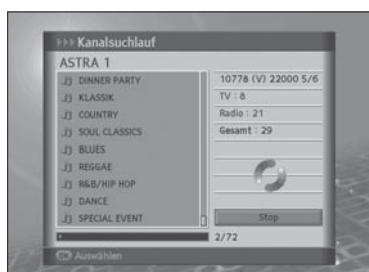 >>> Kanalsuchlauf
ASTRA 1
DINNER PARTY
KLASSIK
COUNTRY
SOUL CLASSICS
BLUES
REGGAE
R&B/HIP HOP
DANCE
SPECIAL EVENT
10778 (V) 22000 5/6
TV : 8
Radio : 21
Gesamt : 29
Stop
2/72
Auswählen